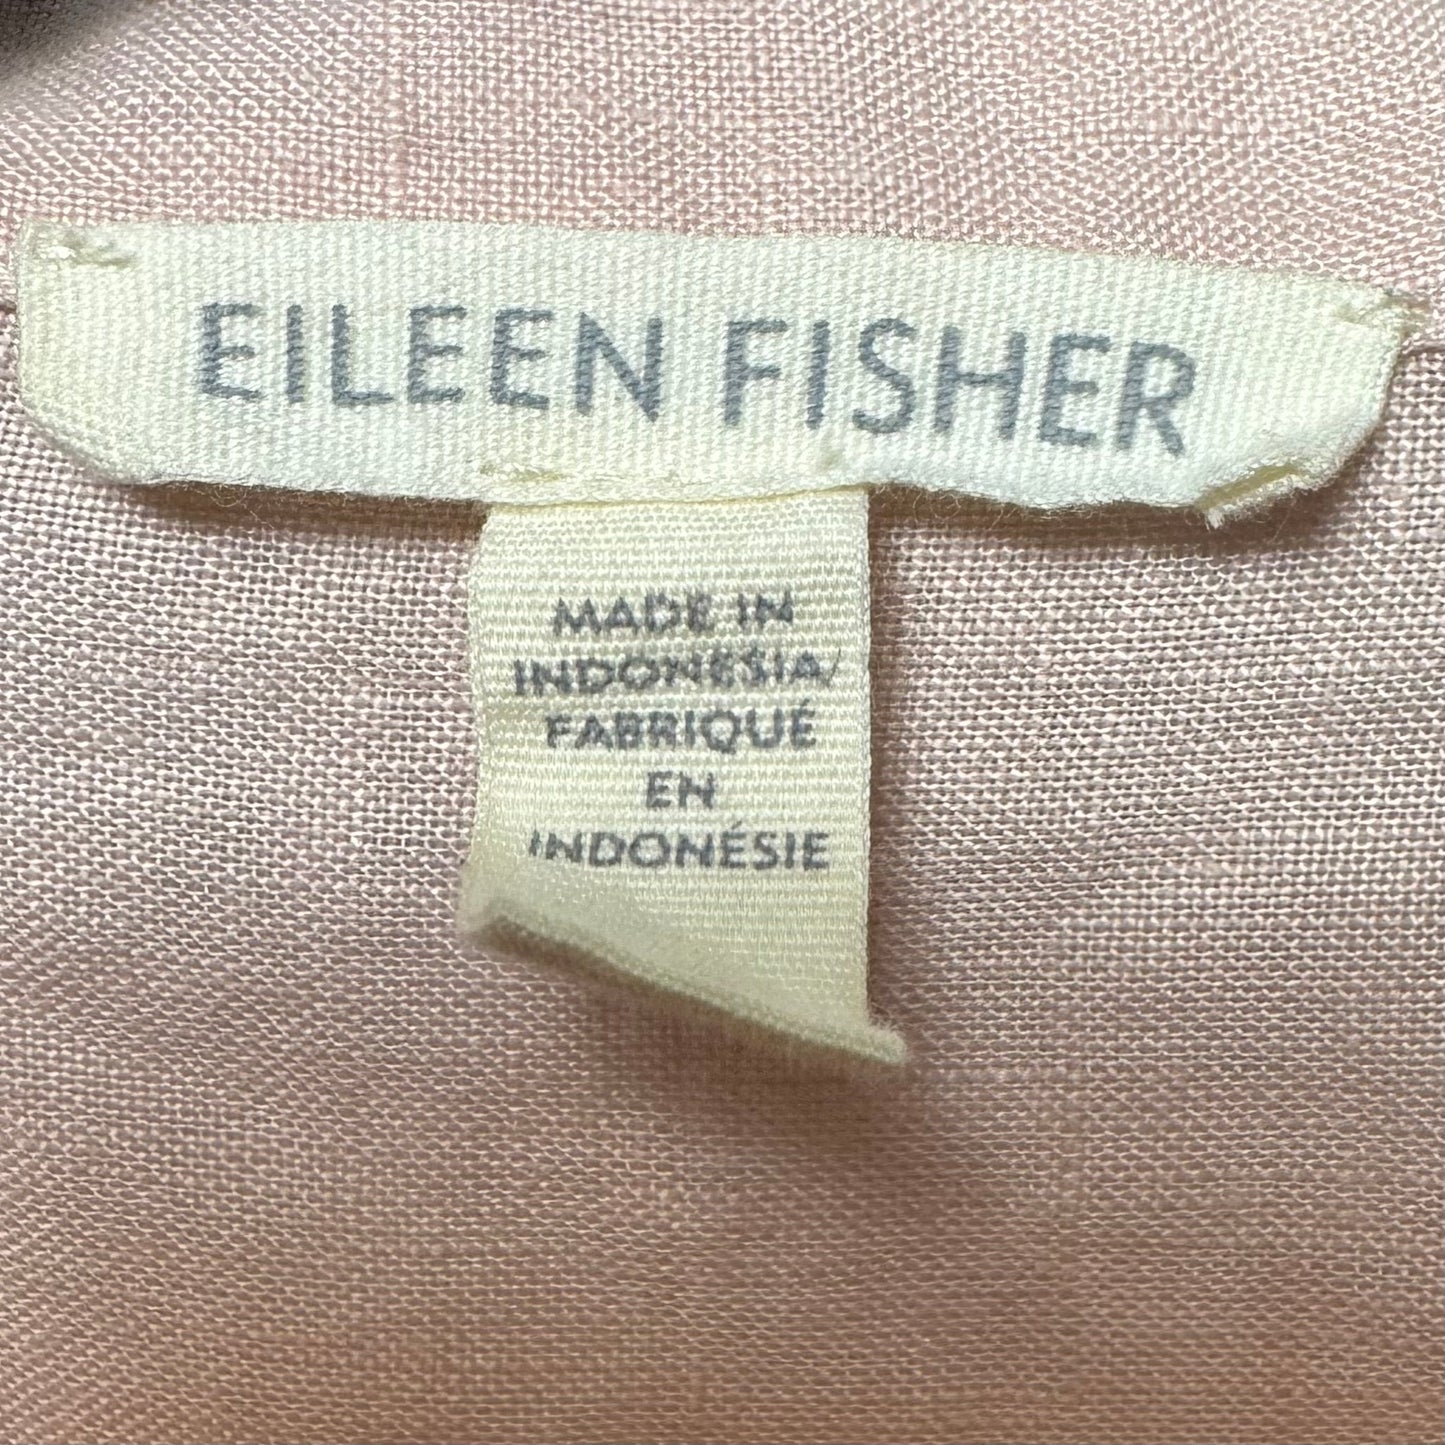 EILEEN FISHER
MADE IN
INDONESIA/
FABRIQUÉ
EN
INDONÉSIE